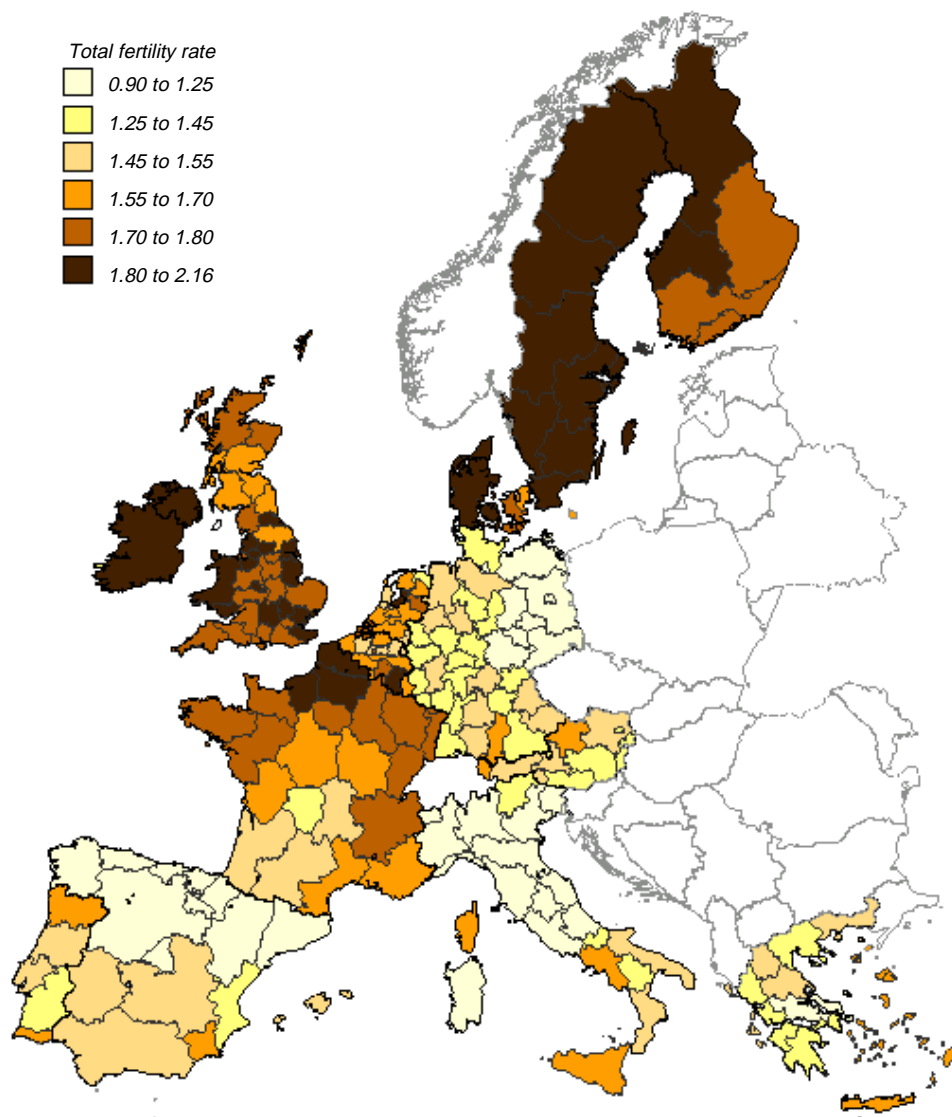 Total fertility rate
0.90 to 1.25
1.25 to 1.45
1.45 to 1.55
1.55 to 1.70
1.70 to 1.80
1.80 to 2.16